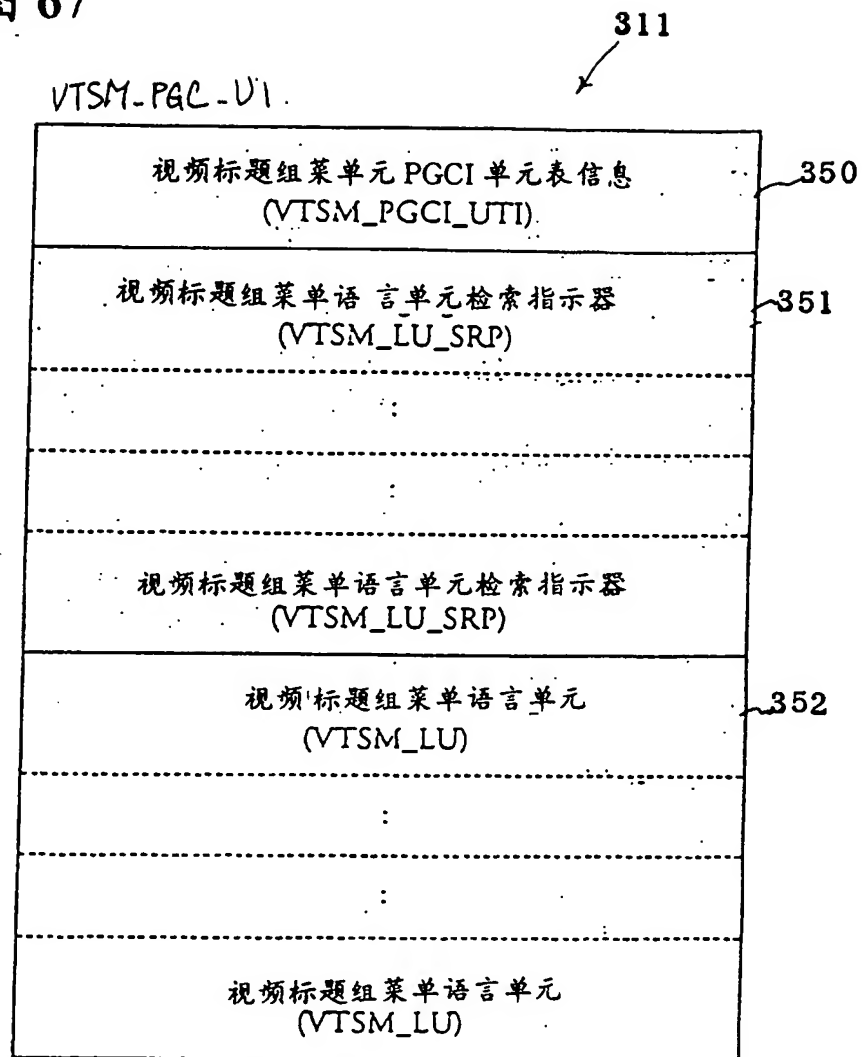 图 67
311
VTSM-PGC-UI.
视频标题组菜单元 PGCI 单元表信息
(VTSM_PGCI_UTI)
350
视频标题组菜单语言单元检索指示器
(VTSM_LU_SRP)
351
:
:
视频标题组菜单语言单元检索指示器
(VTSM_LU_SRP)
视频标题组菜单语言单元
(VTSM_LU)
352
:
:
视频标题组菜单语言单元
(VTSM_LU)